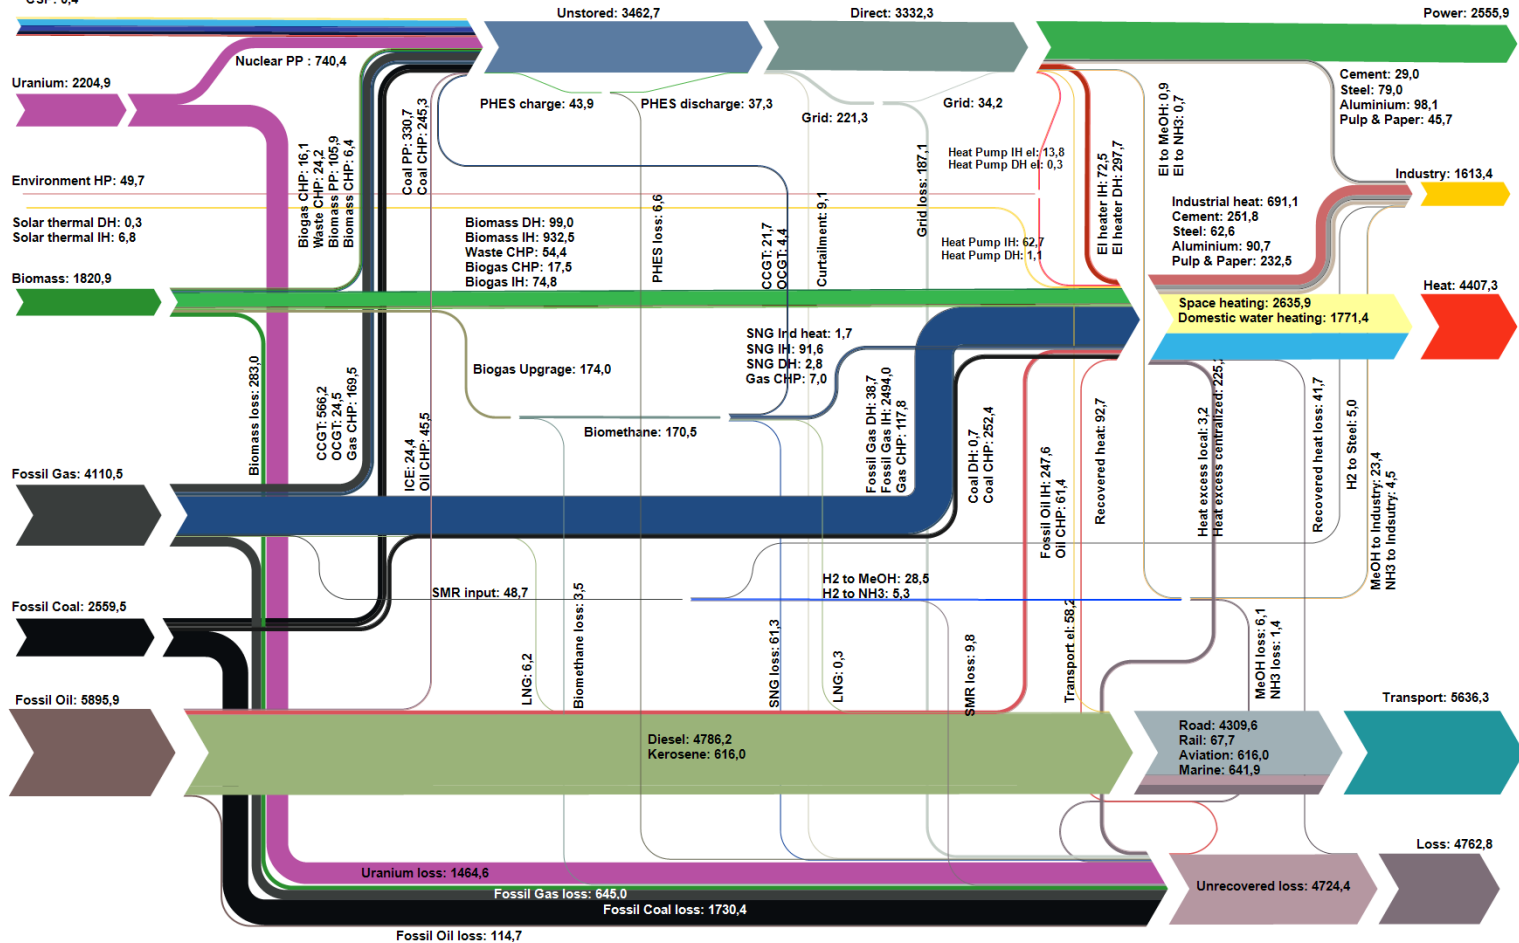 CSP: 0,4
Unstored: 3462,7
Direct: 3332,3
Power: 2555,9
Nuclear PP : 740,4
Uranium: 2204,9
PHES charge: 43,9
PHES discharge: 37,3
Grid: 221,3
Grid: 34,2
Cement: 29,0
Steel: 79,0
Aluminium: 98,1
Pulp & Paper: 45,7
El to MeOH: 0,9
El to NH3: 0,7
Coal PP: 330,7
Coal CHP: 245,3
Biogas CHP: 16,1
Waste CHP: 24,2
Biomass PP: 105,9
Biomass CHP: 6,4
Heat Pump IH el: 13,8
Heat Pump DH el: 0,3
El heater IH: 72,5
El heater DH: 297,7
Grid loss: 187,1
Environment HP: 49,7
Industry: 1613,4
Solar thermal DH: 0,3
Solar thermal IH: 6,8
Biomass DH: 99,0
Biomass IH: 932,5
Waste CHP: 54,4
Biogas CHP: 17,5
Biogas IH: 74,8
PHES loss: 6,6
CCGT: 21,7
OCGT: 4,4
Curtailment: 9,1
Heat Pump IH: 62,7
Heat Pump DH: 1,1
Industrial heat: 691,1
Cement: 251,8
Steel: 62,6
Aluminium: 90,7
Pulp & Paper: 232,5
Biomass: 1820,9
Heat: 4407,3
Space heating: 2635,9
Domestic water heating: 1771,4
SNG Ind heat: 1,7
SNG IH: 91,6
SNG DH: 2,8
Gas CHP: 7,0
Biogas Upgrage: 174,0
Biomethane: 170,5
Biomass loss: 283,0
CCGT: 566,2
OCGT: 24,5
Gas CHP: 169,5
ICE: 24,4
Oil CHP: 45,5
Fossil Gas DH: 38,7
Fossil Gas IH: 2494,0
Gas CHP: 117,8
Coal DH: 0,7
Coal CHP: 252,4
Fossil Oil IH: 247,6
Oil CHP: 61,4
Recovered heat: 92,7
Heat excess local: 3,2
Heat excess centralized: 225,
Recovered heat loss: 41,7
H2 to Steel: 5,0
MeOH to Industry: 23,4
NH3 to Indsutry: 4,5
Fossil Gas: 4110,5
SMR input: 48,7
H2 to MeOH: 28,5
H2 to NH3: 5,3
Fossil Coal: 2559,5
LNG: 6,2
Biomethane loss: 3,5
SNG loss: 61,3
LNG: 0,3
SMR loss: 9,8
Transport el: 58,2
MeOH loss: 6,1
NH3 loss: 1,4
Fossil Oil: 5895,9
Transport: 5636,3
Diesel: 4786,2
Kerosene: 616,0
Road: 4309,6
Rail: 67,7
Aviation: 616,0
Marine: 641,9
Loss: 4762,8
Uranium loss: 1464,6
Unrecovered loss: 4724,4
Fossil Gas loss: 645,0
Fossil Coal loss: 1730,4
Fossil Oil loss: 114,7